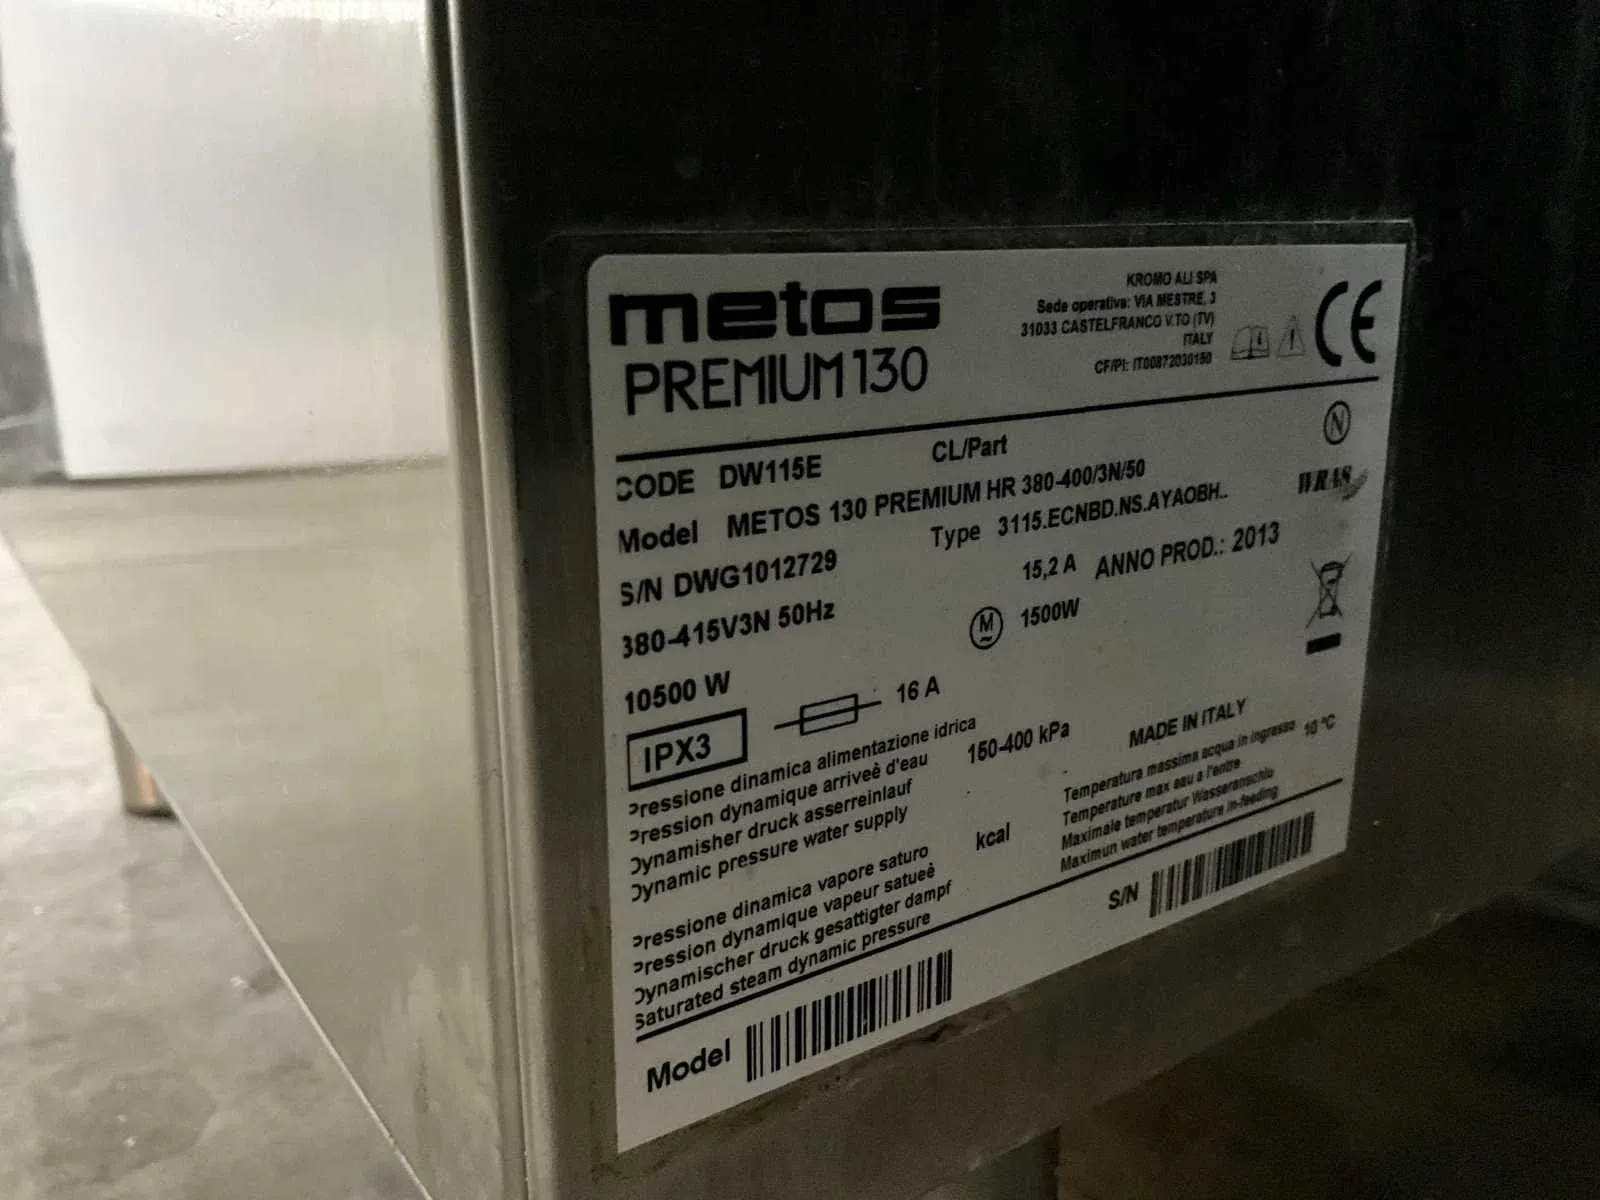 metos
PREMIUM130
KROMO ALI SPA
Sede operativa: VIA MESTRE, 3
31033 CASTELFRANCO V.TO (TV)
ITALY
CF/PI: IT00872030150
CE
CODE DW115E CL/Part
N
Model METOS 130 PREMIUM HR 380-400/3N/50
WRAS
S/N DWG1012729 Type 3115.ECNBD.NS.AYAOBH..
380-415V3N 50Hz 15,2 A ANNO PROD.: 2013
10500 W M 1500W
IPX3 16 A
MADE IN ITALY
Pressione dinamica alimentazione idrica
Pression dynamique arriveè d'eau
Dynamisher druck asserreinlauf
Dynamic pressure water supply
150-400 kPa
Temperatura massima acqua in ingresso 10 °C
Temperature max eau a l'entre
Maximale temperatur Wasseranschlu
Maximun water temperature in-feeding
Pressione dinamica vapore saturo
Pression dynamique vapeur satueè
Dynamischer druck gesattigter dampf
Saturated steam dynamic pressure
kcal
S/N
Model